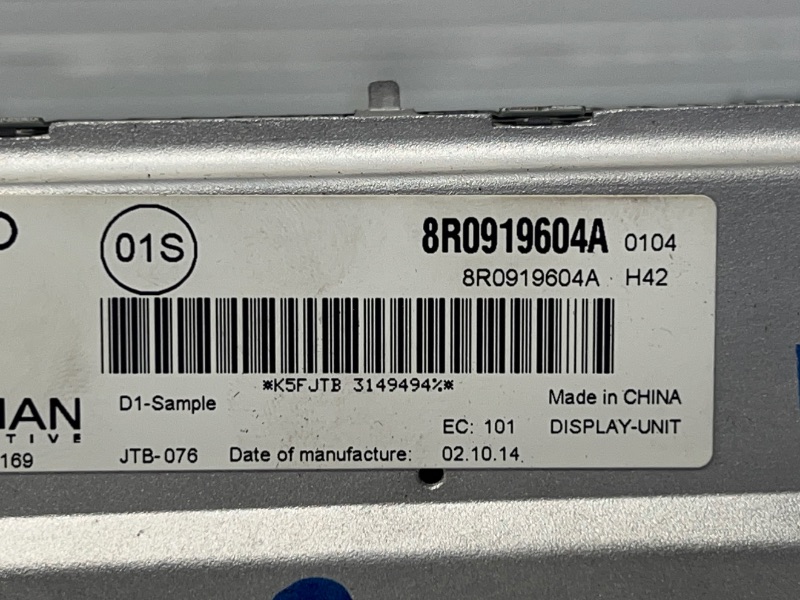 01S
8R0919604A 0104
8R0919604A H42
*K5FJTB 3149494%*
D1-Sample
Made in CHINA
EC: 101 DISPLAY-UNIT
169 JTB-076 Date of manufacture: 02.10.14